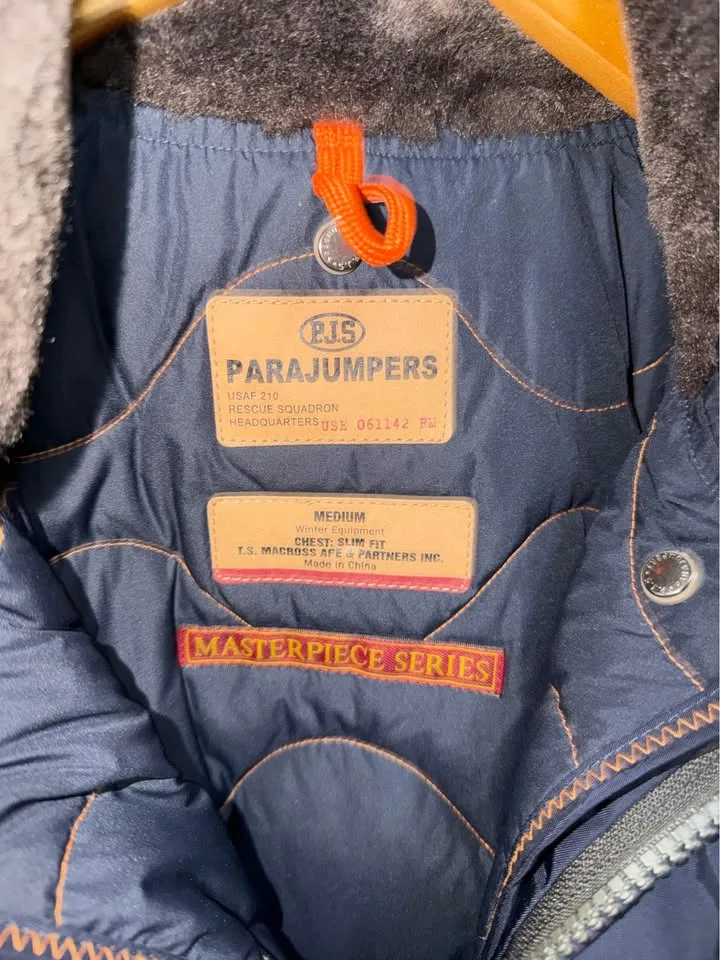 P.J.S
PARAJUMPERS
USAF 210
RESCUE SQUADRON
HEADQUARTERS USE 061142 RM
MEDIUM
Winter Equipment
CHEST: SLIM FIT
T.S. MACROSS AFE & PARTNERS INC.
Made in China
MASTERPIECE SERIES